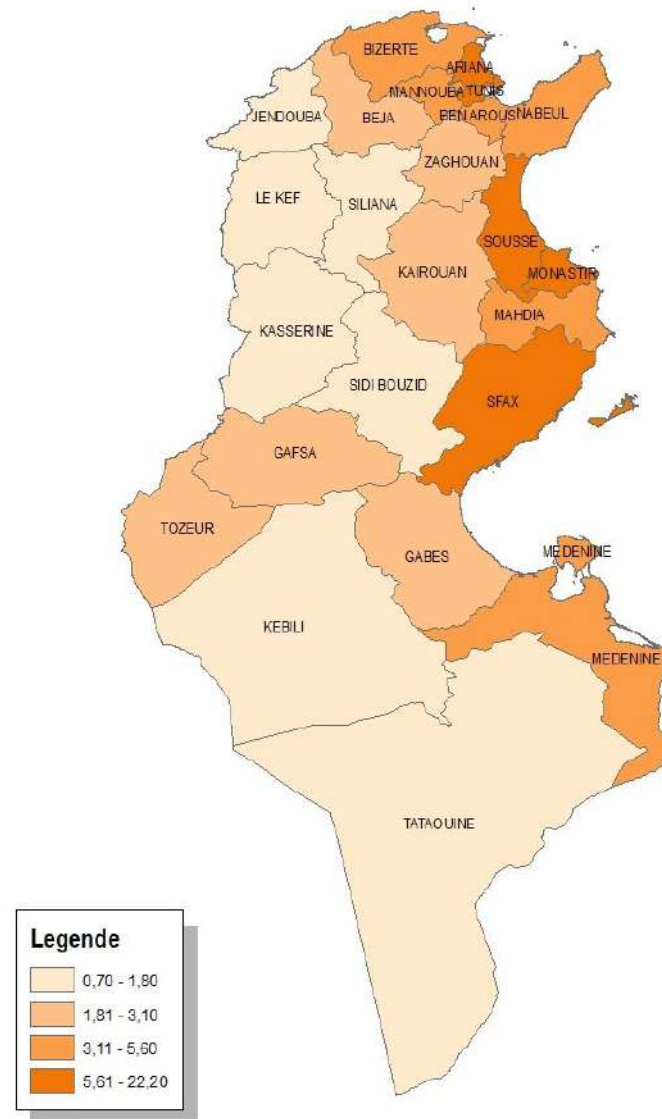 BIZERTE
ARIANA
MANNOUBA
TUNIS
JENDOUBA
BEJA
BEN AROUS
NABEUL
ZAGHOUAN
LE KEF
SILIANA
SOUSSE
KAIROUAN
MONASTIR
MAHDIA
KASSERINE
SIDI BOUZID
SFAX
GAFSA
TOZEUR
GABES
MEDENINE
KEBILI
MEDENINE
TATAOUINE
Legende
0,70 - 1,80
1,81 - 3,10
3,11 - 5,60
5,61 - 22,20